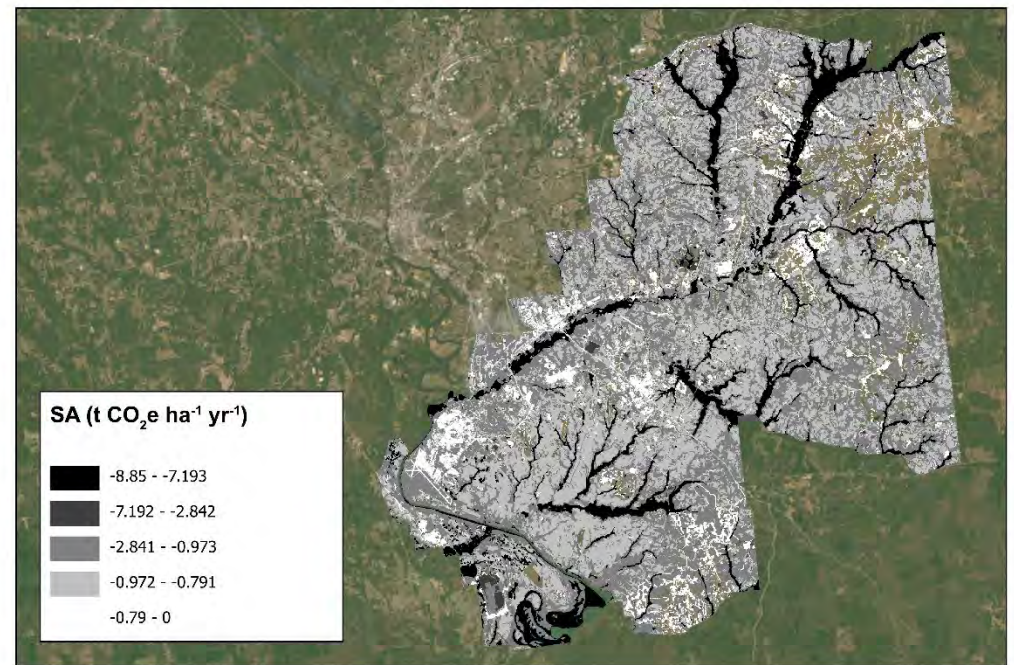 SA (t CO₂e ha⁻¹ yr⁻¹)
-8.85 - -7.193
-7.192 - -2.842
-2.841 - -0.973
-0.972 - -0.791
-0.79 - 0